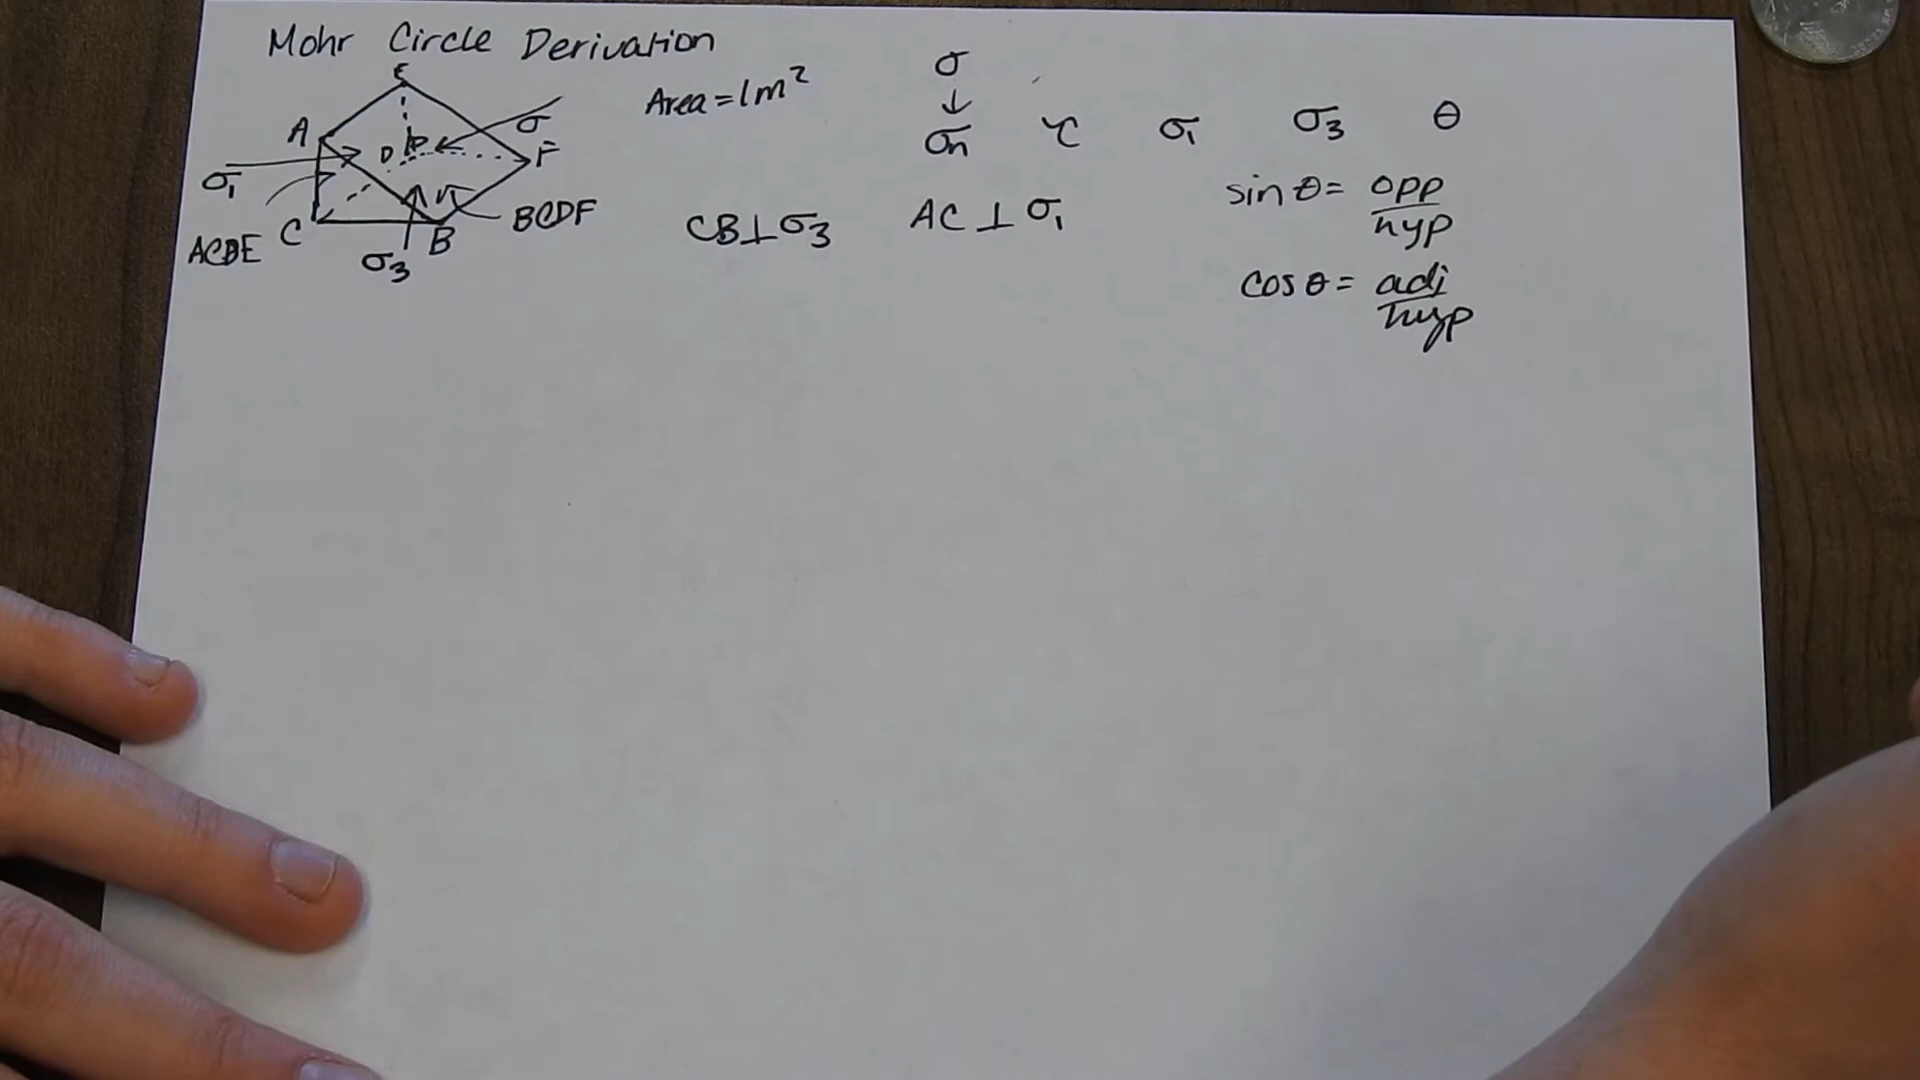 Mohr Circle Derivation
E
A
D
F
C
B
σ
σ₁
σ₃
ACDE
BCDF
Area = 1m²
CB ⊥ σ₃
AC ⊥ σ₁
σ
↓
σn τ σ₁ σ₃ θ
sin θ = opp
hyp
cos θ = adj
hyp